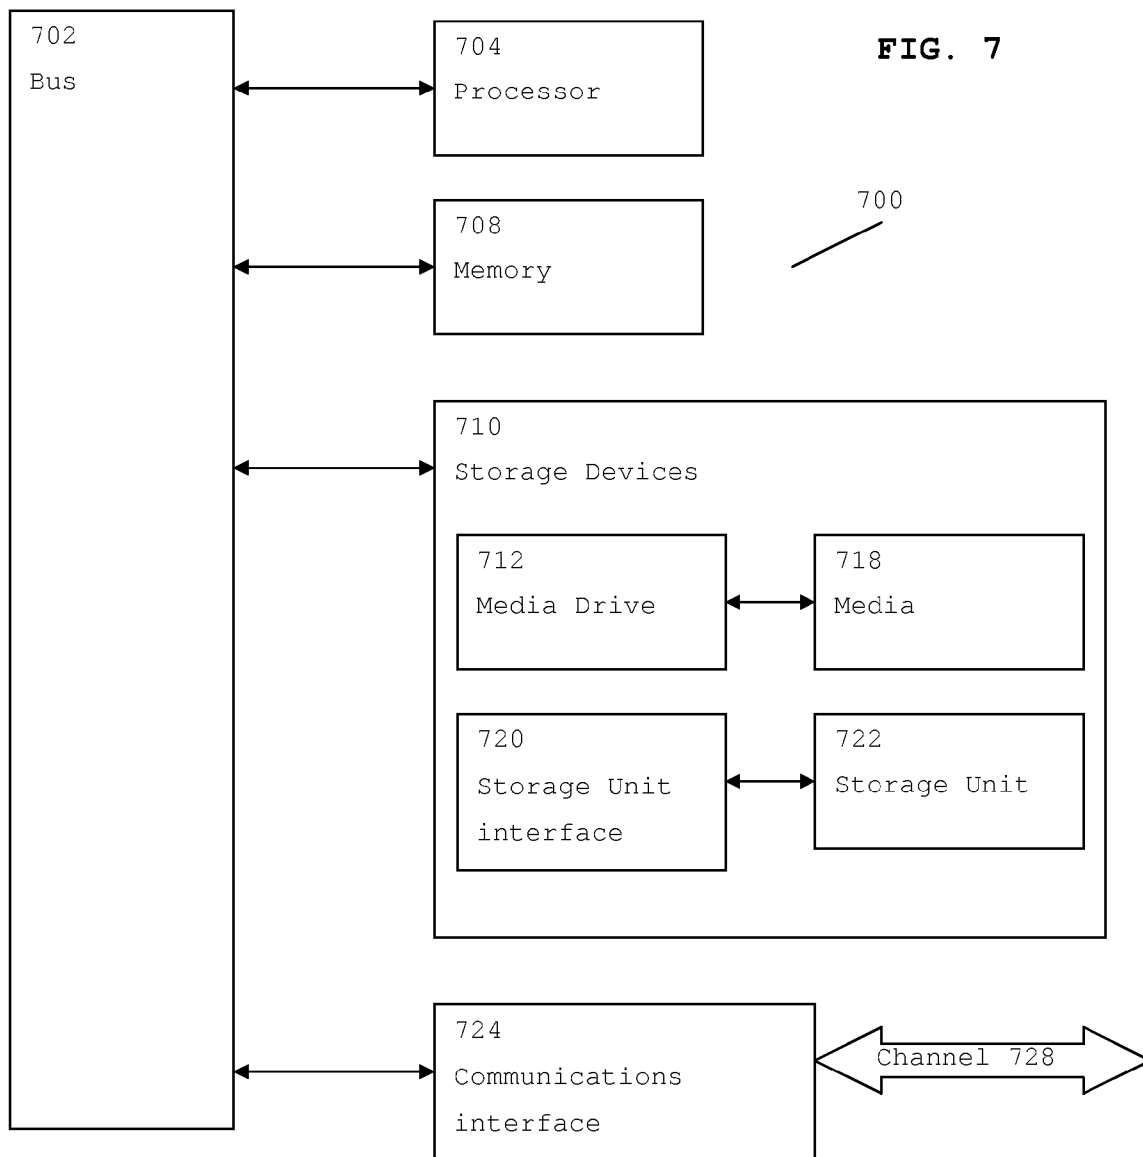 702
Bus
704
Processor
FIG. 7
700
708
Memory
710
Storage Devices
712
Media Drive
718
Media
720
Storage Unit
interface
722
Storage Unit
724
Communications
interface
Channel 728